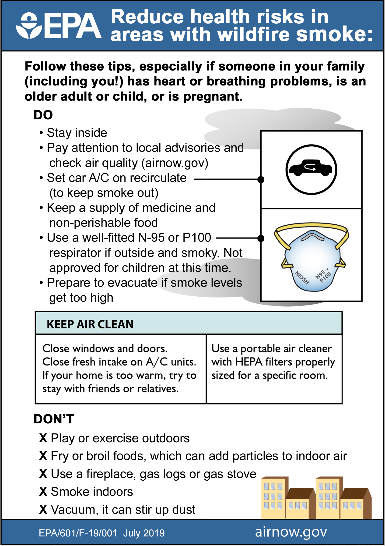 EPA
Reduce health risks in
areas with wildfire smoke:
Follow these tips, especially if someone in your family
(including you!) has heart or breathing problems, is an
older adult or child, or is pregnant.
DO
• Stay inside
• Pay attention to local advisories and
check air quality (airnow.gov)
• Set car A/C on recirculate
(to keep smoke out)
• Keep a supply of medicine and
non-perishable food
• Use a well-fitted N-95 or P100
respirator if outside and smoky. Not
approved for children at this time.
• Prepare to evacuate if smoke levels
get too high
NIOSH
N95 or
P100
KEEP AIR CLEAN
Close windows and doors.
Close fresh intake on A/C units.
If your home is too warm, try to
stay with friends or relatives.
Use a portable air cleaner
with HEPA filters properly
sized for a specific room.
DON'T
X Play or exercise outdoors
X Fry or broil foods, which can add particles to indoor air
X Use a fireplace, gas logs or gas stove
X Smoke indoors
X Vacuum, it can stir up dust
EPA/601/F-19/001 July 2019
airnow.gov